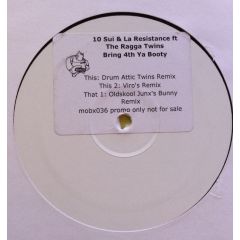 10 Sui & La Resistance ft
The Ragga Twins
Bring 4th Ya Booty
This: Drum Attic Twins Remix
This 2: Viro's Remix
That 1: Oldskool Junx's Bunny
Remix
mobx036 promo only not for sale